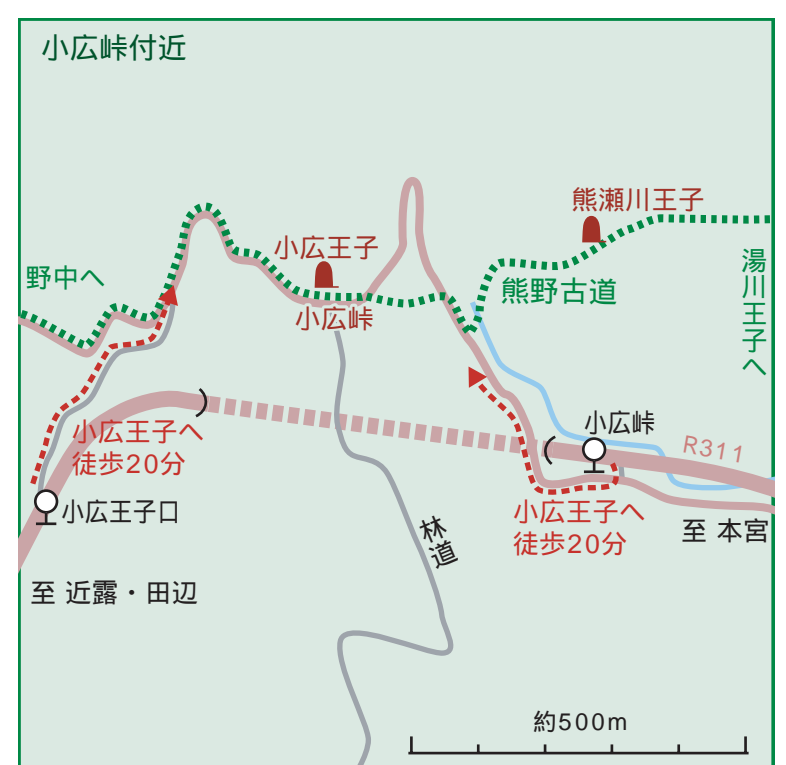 小広峠付近
熊瀬川王子
小広王子
野中へ
熊野古道
湯川王子へ
小広峠
小広峠
小広王子へ
徒歩20分
R311
小広王子口
小広王子へ
徒歩20分
林道
至 本宮
至 近露・田辺
約500m